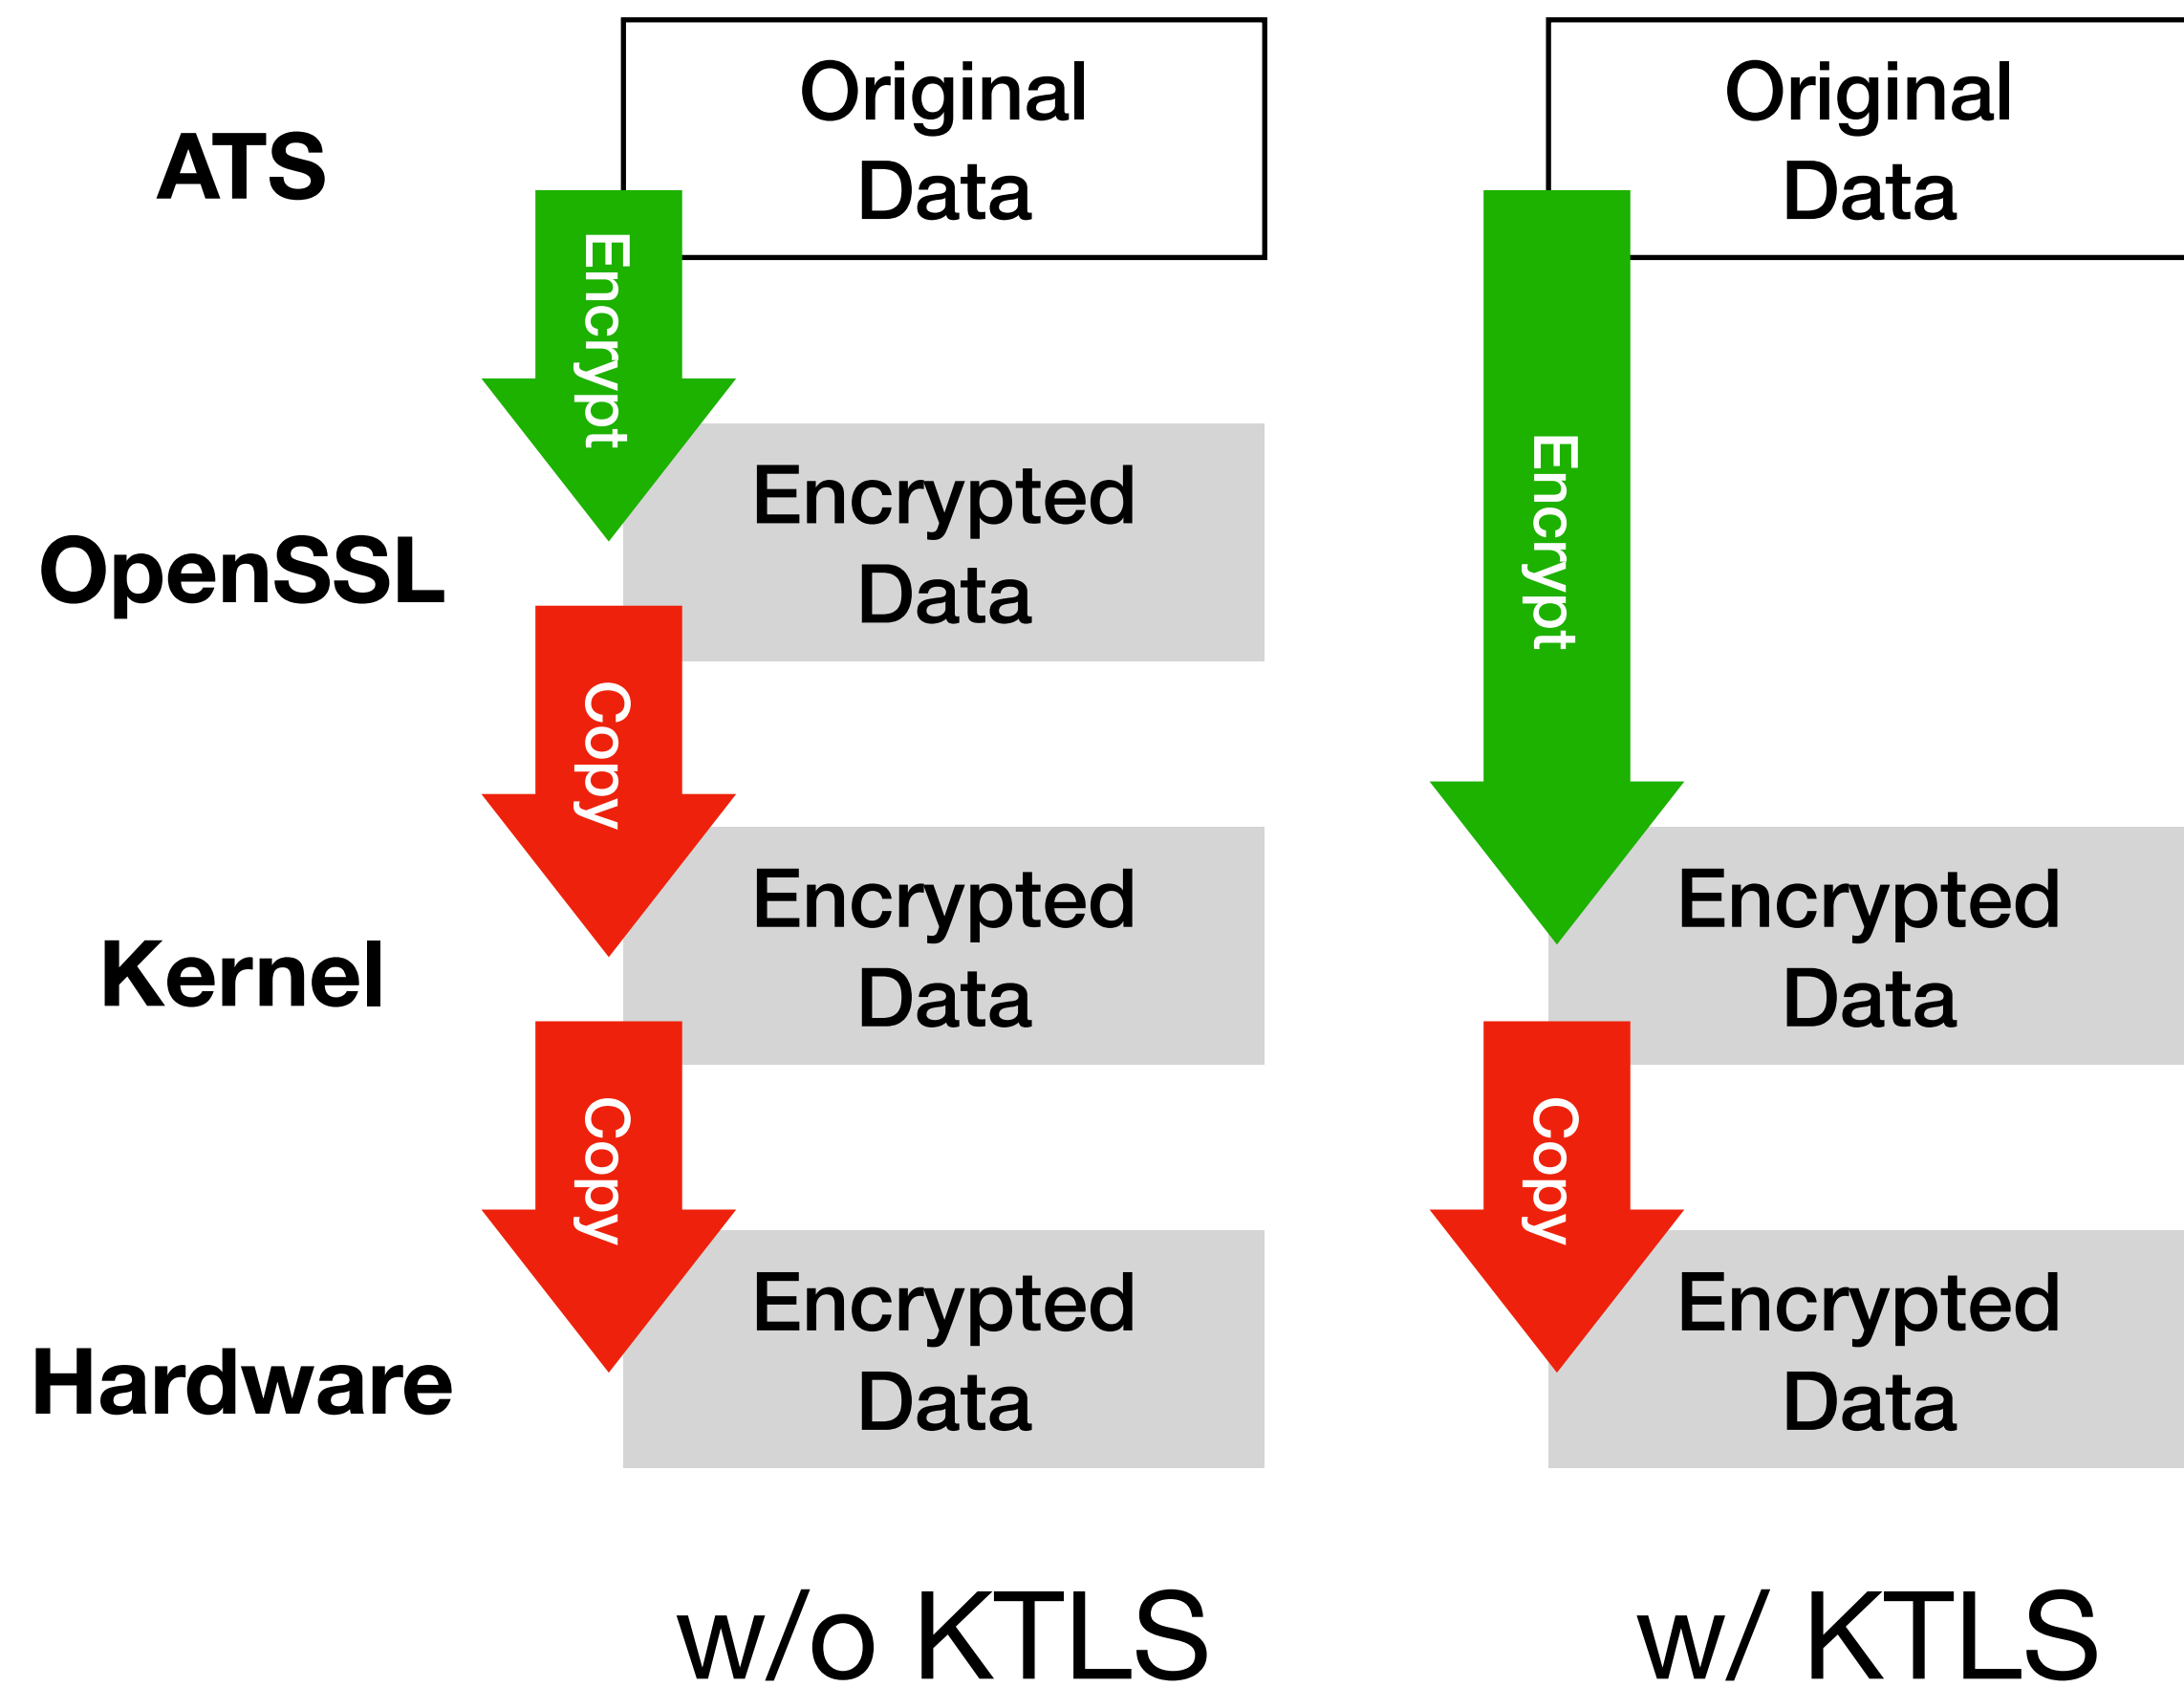 ATS
Original
Data
Original
Data
Encrypt
Encrypt
OpenSSL
Encrypted
Data
Copy
Kernel
Encrypted
Data
Encrypted
Data
Copy
Copy
Hardware
Encrypted
Data
Encrypted
Data
w/o KTLS
w/ KTLS